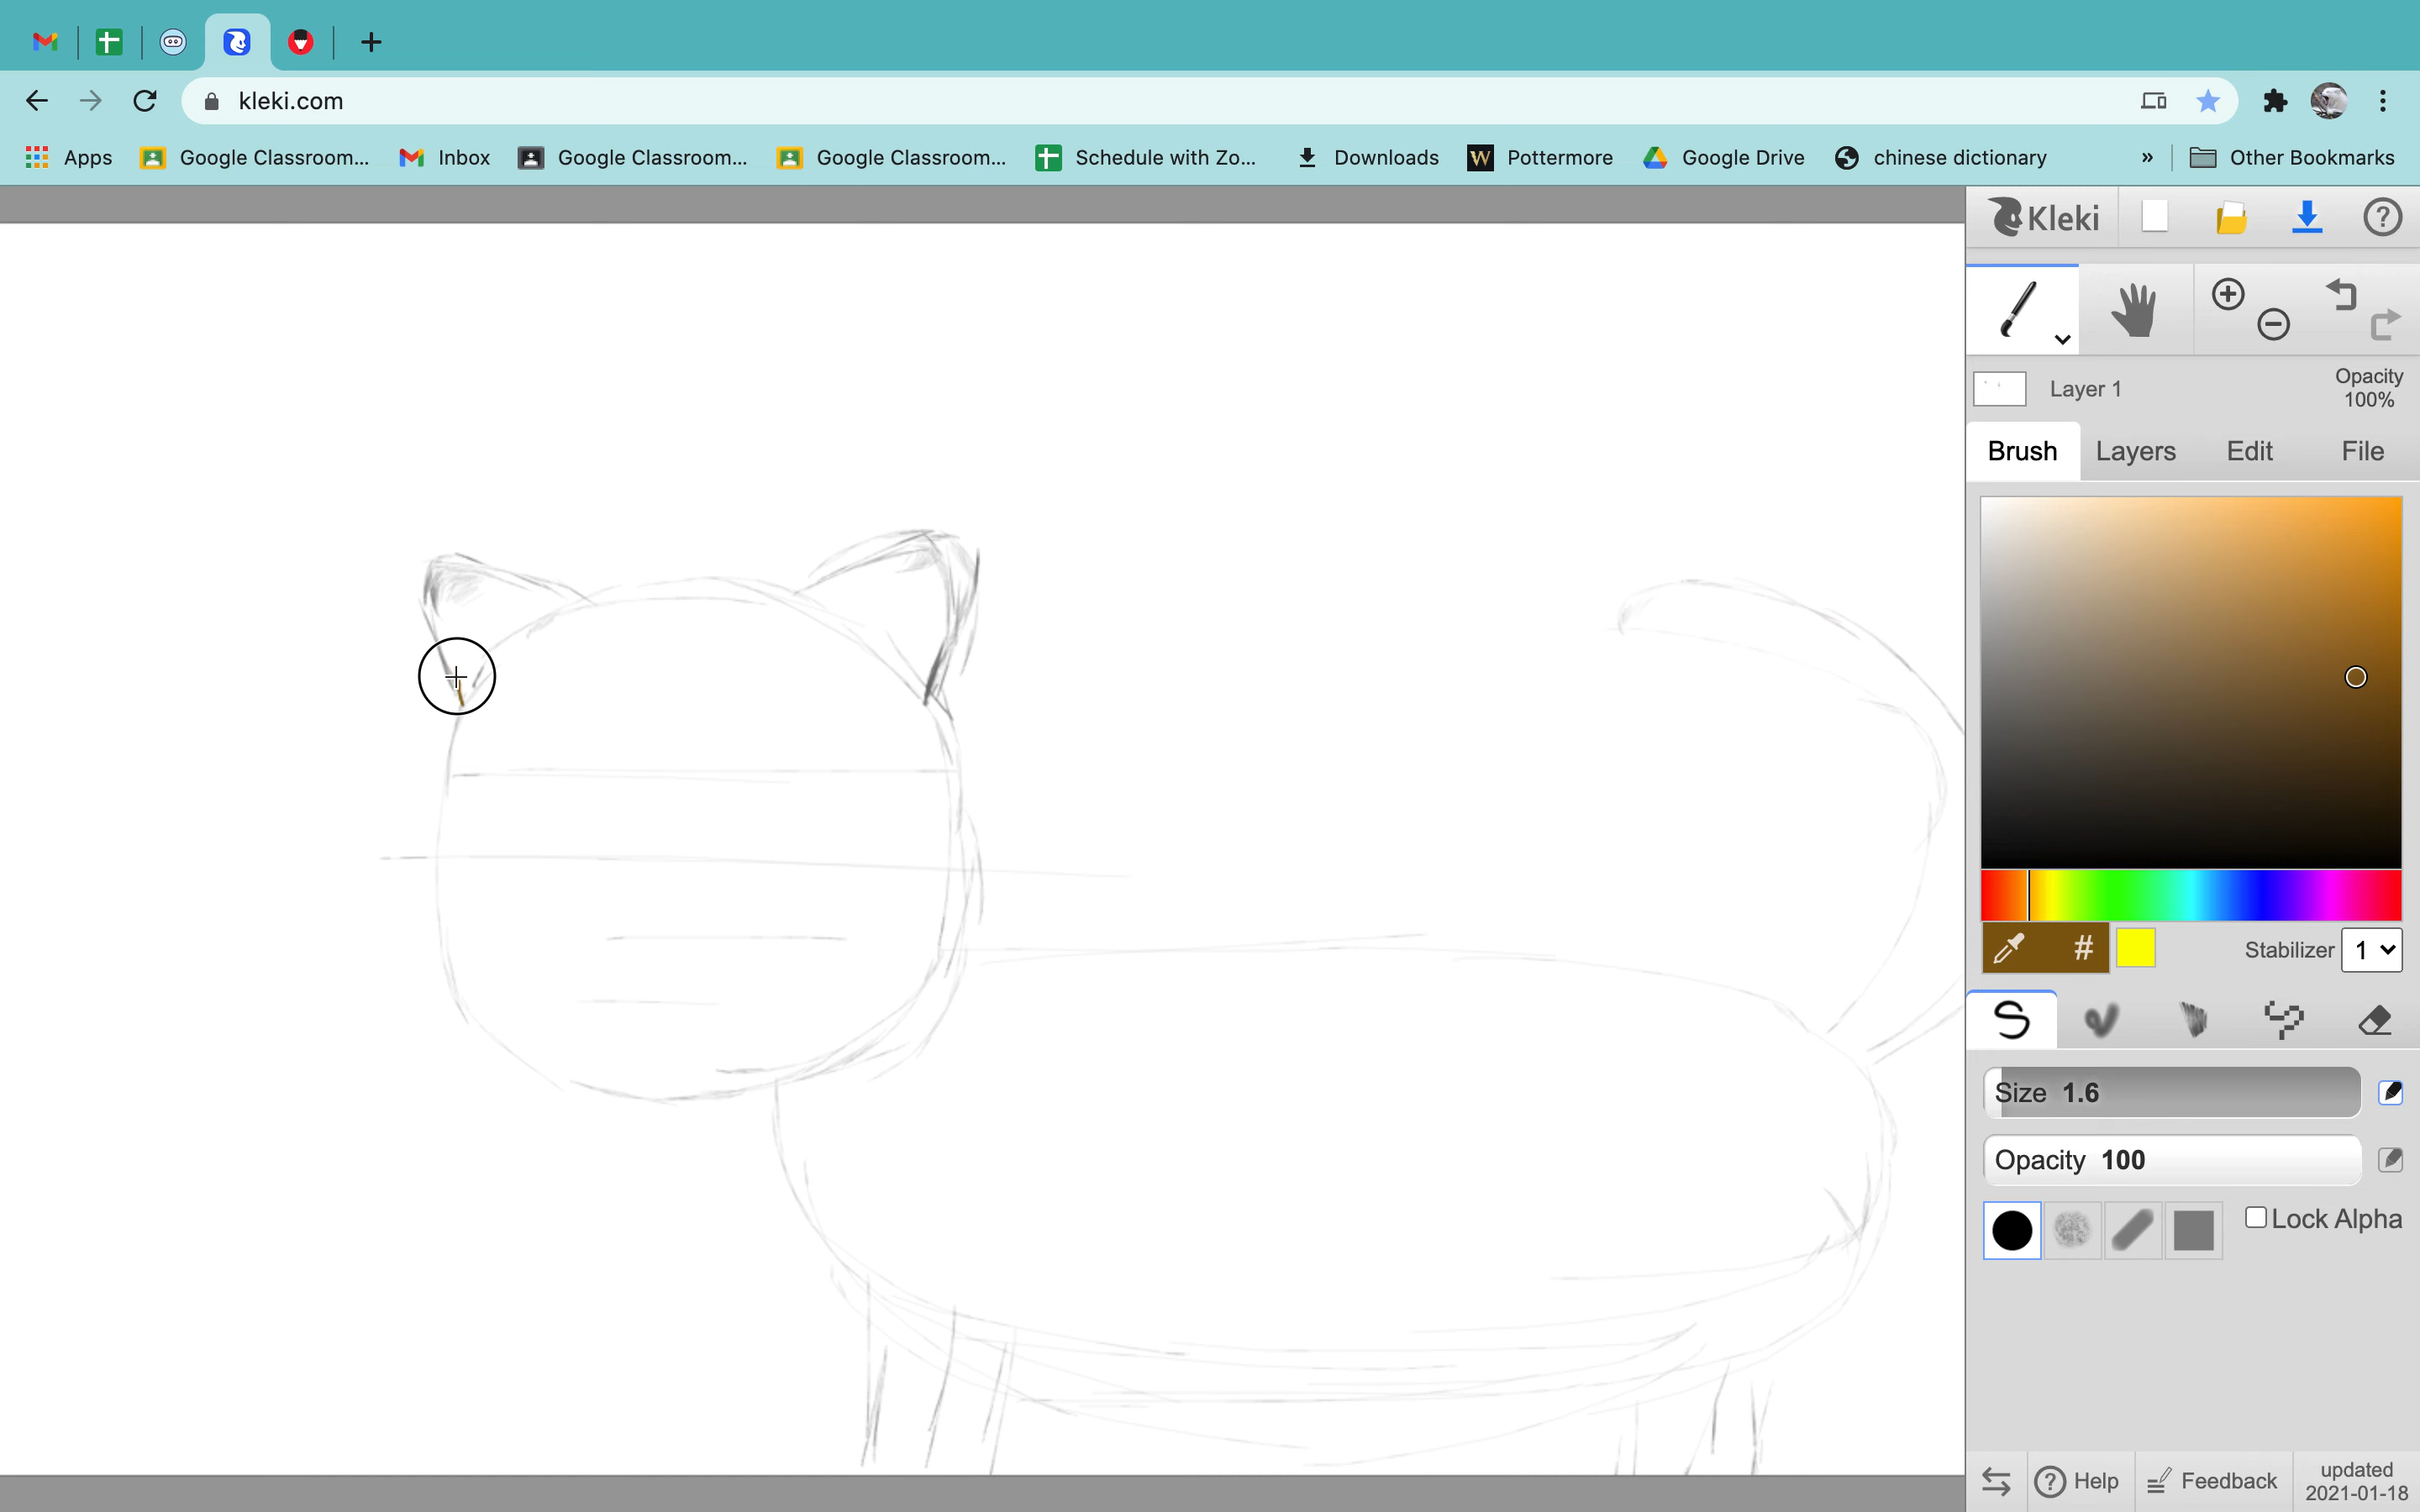 kleki.com
Apps Google Classroom... Inbox Google Classroom... Google Classroom... Schedule with Zo... Downloads Pottermore Google Drive chinese dictionary » Other Bookmarks
Kleki
Layer 1
Opacity
100%
Brush Layers Edit File
# Stabilizer 1
Size 1.6
Opacity 100
Lock Alpha
Help Feedback
updated
2021-01-18